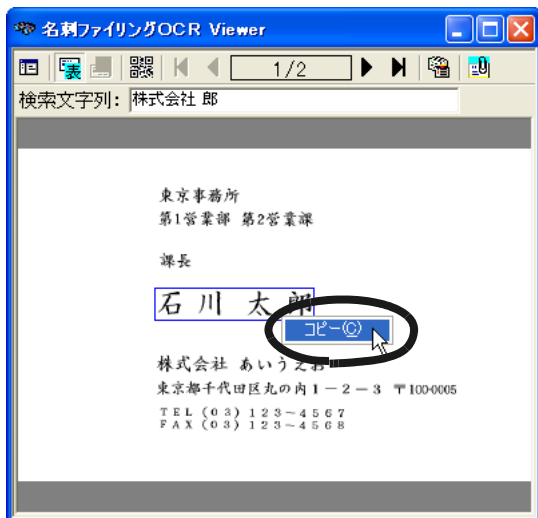 名刺ファイリングOCR Viewer
1/2
検索文字列: 株式会社 郎
東京事務所
第1営業部 第2営業課
課長
石川 太郎
コピー(C)
株式会社 あいうえお
東京都千代田区丸の内1-2-3 〒100-0005
TEL (03) 123-4567
FAX (03) 123-4568